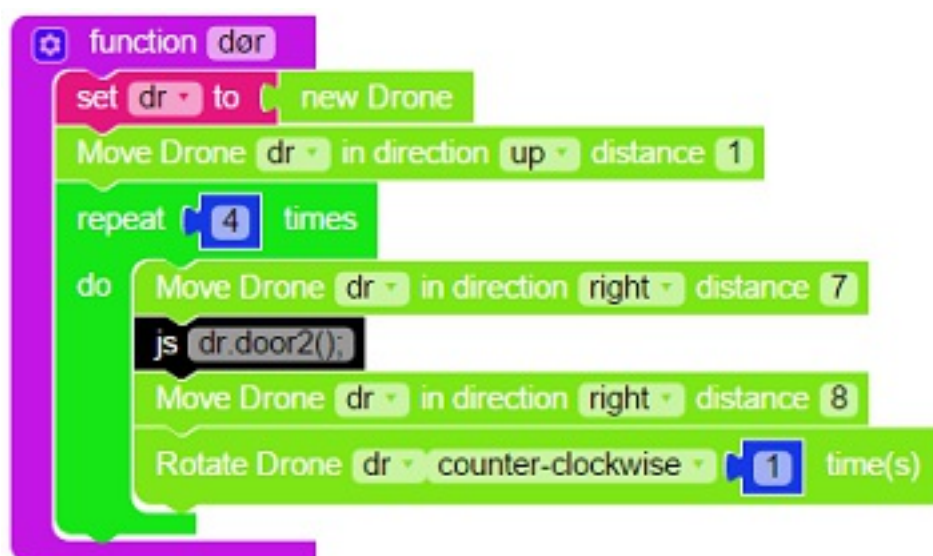 function dør
set dr to new Drone
Move Drone dr in direction up distance 1
repeat 4 times
do Move Drone dr in direction right distance 7
js dr.door2();
Move Drone dr in direction right distance 8
Rotate Drone dr counter-clockwise 1 time(s)